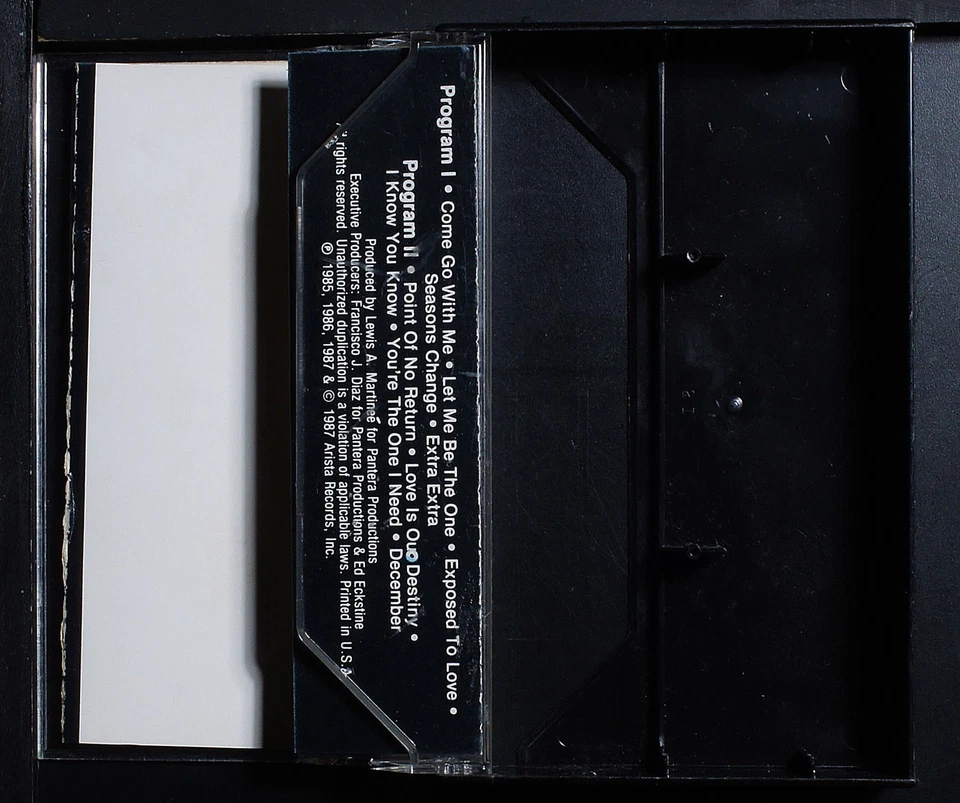 Program I • Come Go With Me • Let Me Be The One • Exposed To Love •
Seasons Change • Extra Extra
Program II • Point Of No Return • Love Is Our Destiny •
I Know You Know • You're The One I Need • December
Produced by Lewis A. Martineé for Pantera Productions
Executive Producers: Francisco J. Diaz for Pantera Productions & Ed Eckstine
rights reserved. Unauthorized duplication is a violation of applicable laws. Printed in U.S.A.
℗ 1985, 1986, 1987 & © 1987 Arista Records, Inc.